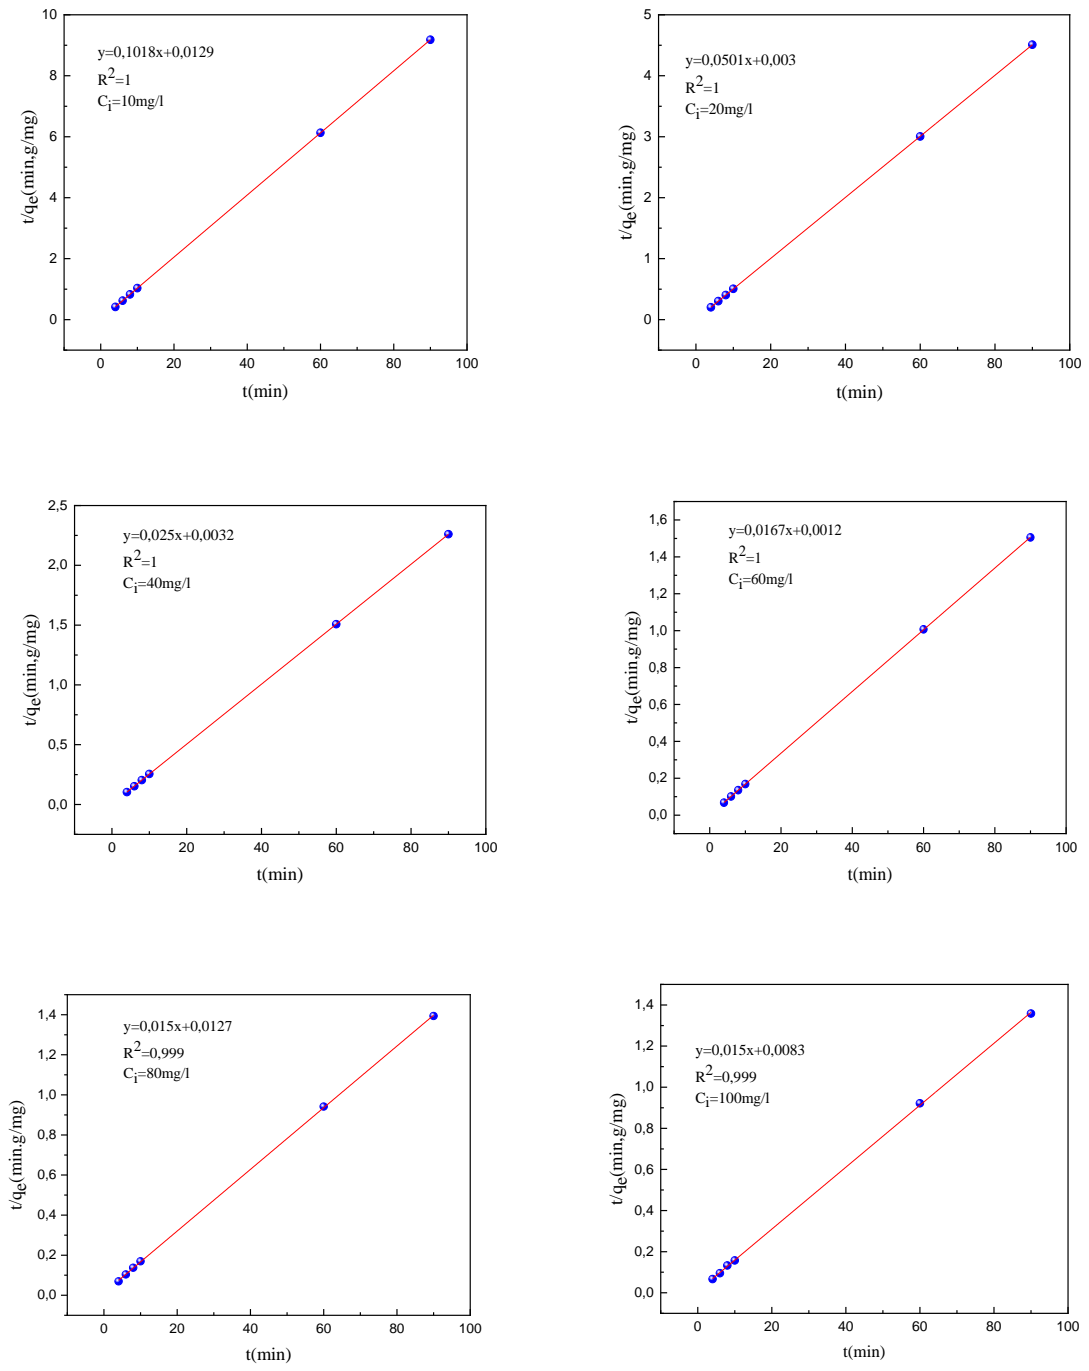 10
8
6
4
2
0
t/qe(min,g/mg)
y=0,1018x+0,0129
R2=1
Ci=10mg/l
0 20 40 60 80 100
t(min)
5
4
3
2
1
0
t/qe(min,g/mg)
y=0,0501x+0,003
R2=1
Ci=20mg/l
0 20 40 60 80 100
t(min)
2,5
2,0
1,5
1,0
0,5
0,0
t/qe(min,g/mg)
y=0,025x+0,0032
R2=1
Ci=40mg/l
0 20 40 60 80 100
t(min)
1,6
1,4
1,2
1,0
0,8
0,6
0,4
0,2
0,0
t/qe(min,g/mg)
y=0,0167x+0,0012
R2=1
Ci=60mg/l
0 20 40 60 80 100
t(min)
1,4
1,2
1,0
0,8
0,6
0,4
0,2
0,0
t/qe(min.g/mg)
y=0,015x+0,0127
R2=0,999
Ci=80mg/l
0 20 40 60 80 100
t(min)
1,4
1,2
1,0
0,8
0,6
0,4
0,2
0,0
t/qe(min,g/mg)
y=0,015x+0,0083
R2=0,999
Ci=100mg/l
0 20 40 60 80 100
t(min)